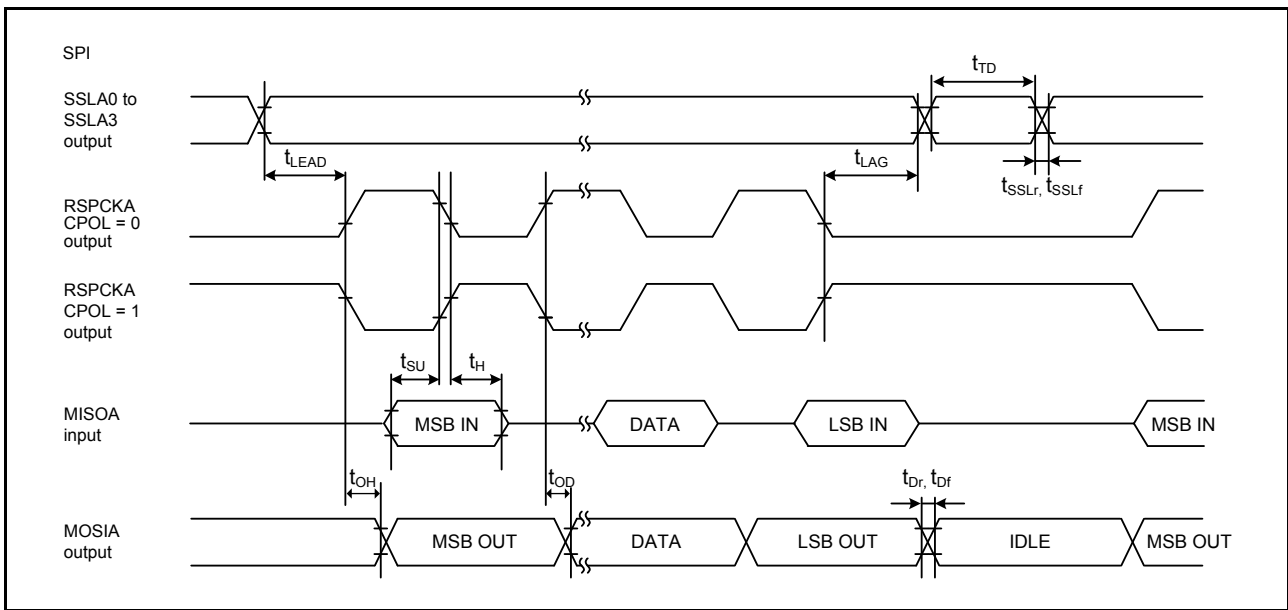 SPI
SSLA0 to
SSLA3
output
tTD
tLEAD
tLAG
tSSLr, tSSLf
RSPCKA
CPOL = 0
output
RSPCKA
CPOL = 1
output
tSU
tH
MISOA
input
MSB IN
DATA
LSB IN
MSB IN
tOH
tOD
tDr, tDf
MOSIA
output
MSB OUT
DATA
LSB OUT
IDLE
MSB OUT